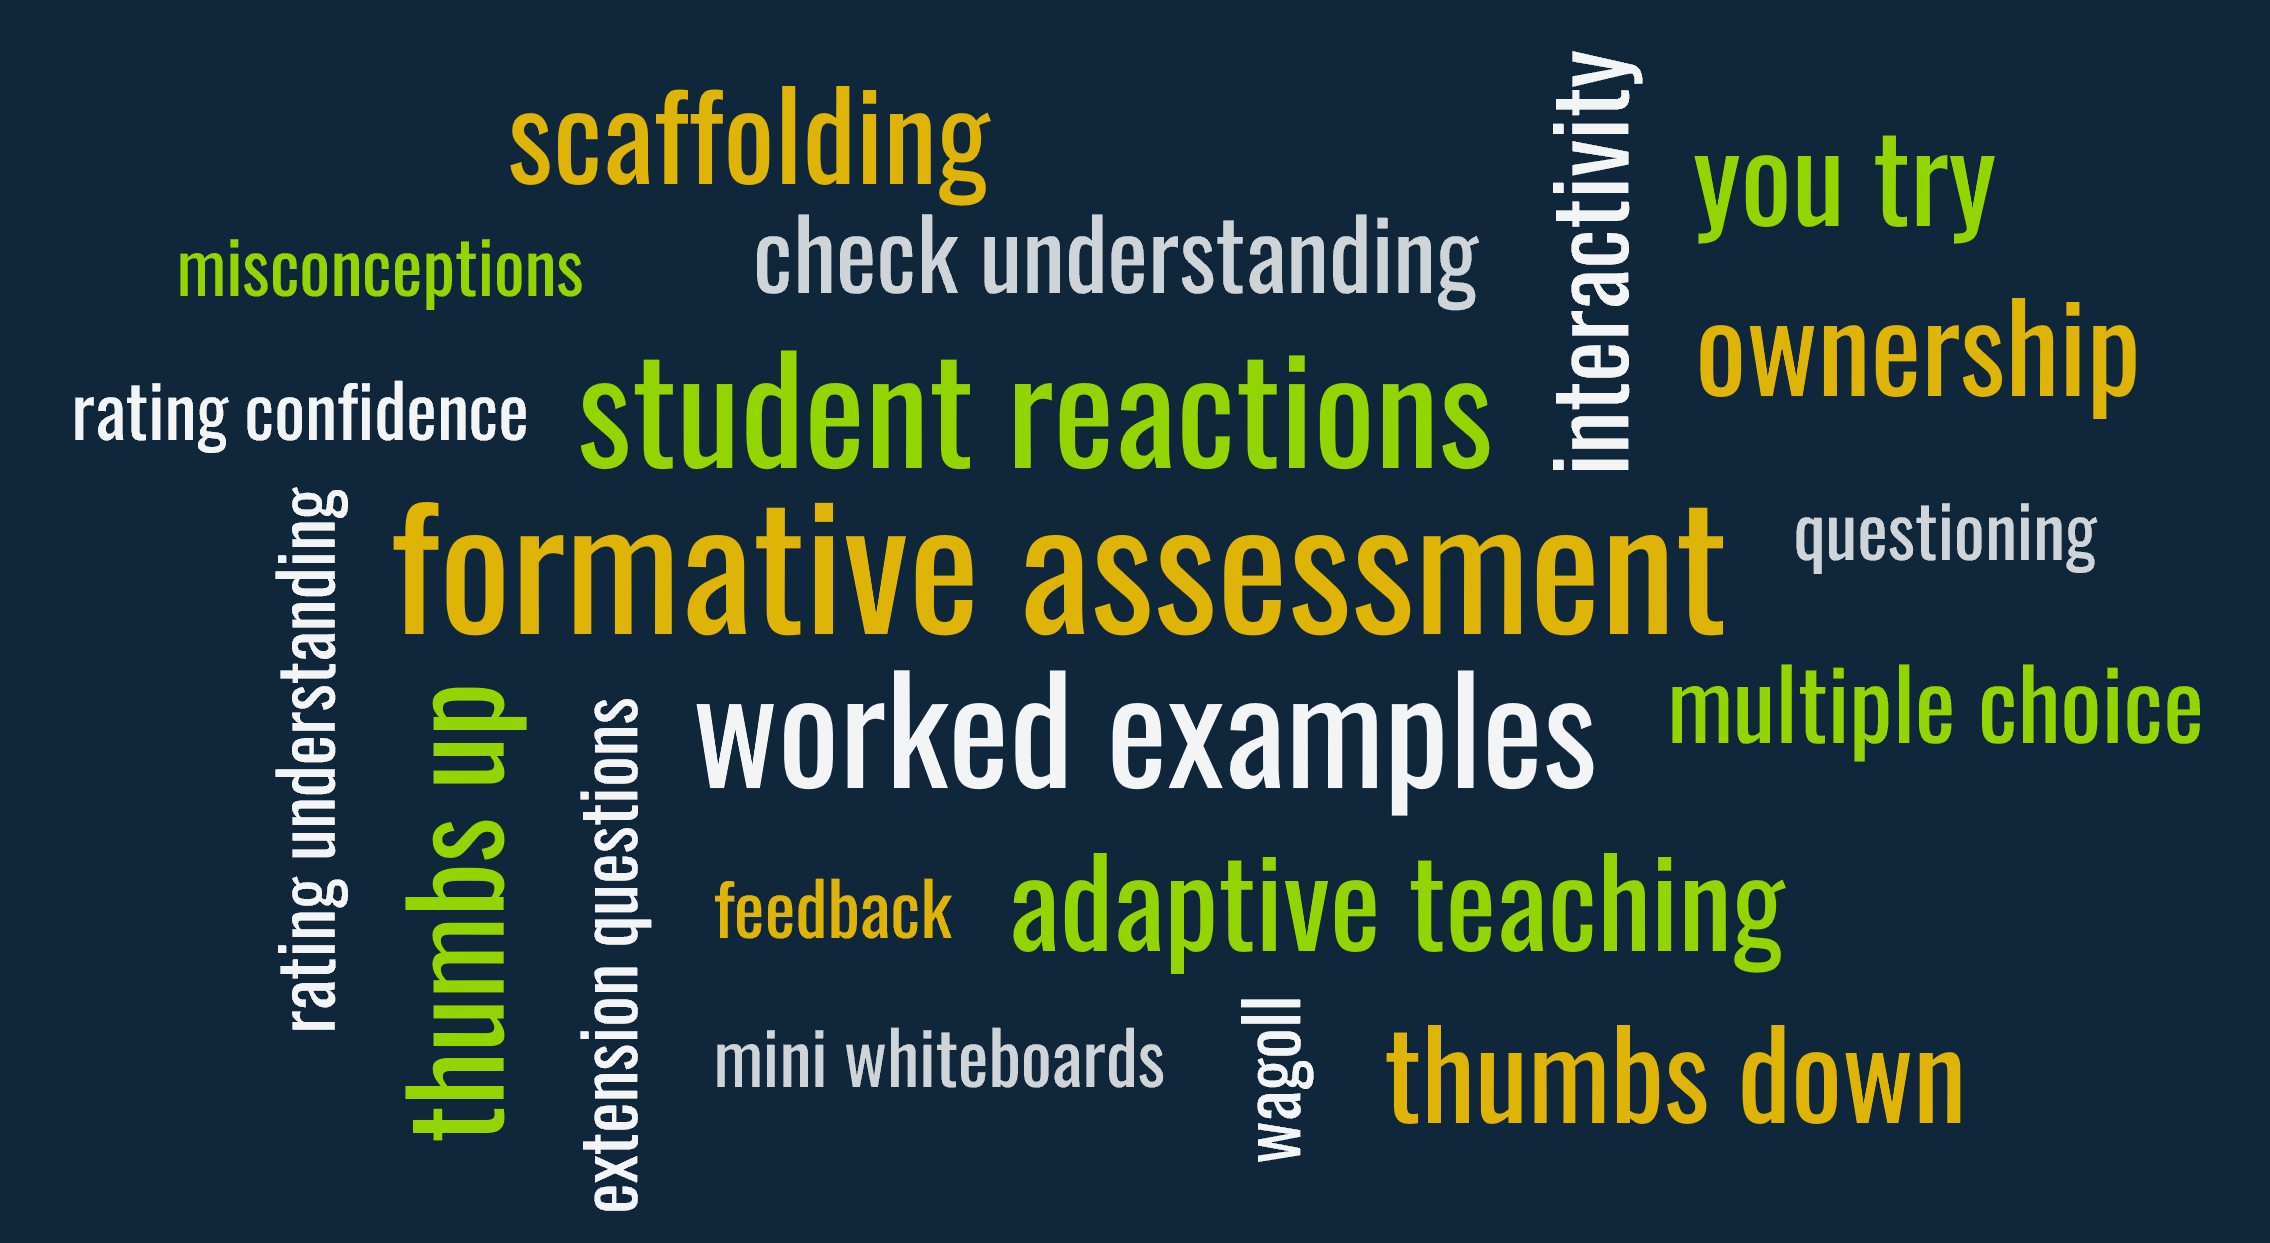 scaffolding
interactivity
you try
misconceptions
check understanding
ownership
rating confidence
student reactions
formative assessment
questioning
rating understanding
thumbs up
extension questions
worked examples
multiple choice
feedback
adaptive teaching
mini whiteboards
wagoll
thumbs down